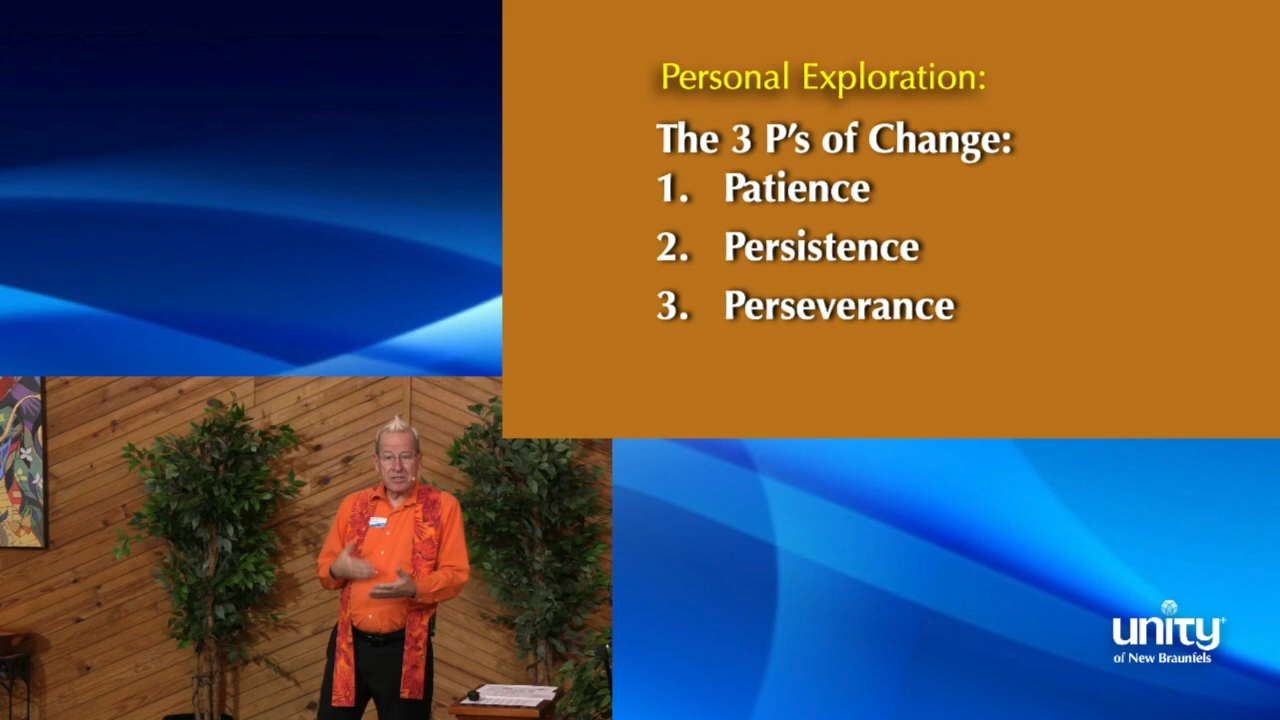 Personal Exploration:
The 3 P's of Change:
1. Patience
2. Persistence
3. Perseverance
unity
of New Braunfels